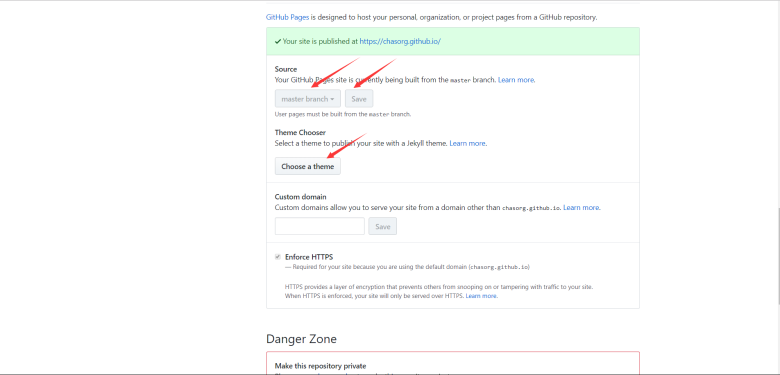 GitHub Pages is designed to host your personal, organization, or project pages from a GitHub repository.
Your site is published at https://chasorg.github.io/
Source
Your GitHub Pages site is currently being built from the master branch. Learn more.
master branch
Save
User pages must be built from the master branch.
Theme Chooser
Select a theme to publish your site with a Jekyll theme. Learn more.
Choose a theme
Custom domain
Custom domains allow you to serve your site from a domain other than chasorg.github.io. Learn more.
Save
Enforce HTTPS
— Required for your site because you are using the default domain (chasorg.github.io)
HTTPS provides a layer of encryption that prevents others from snooping on or tampering with traffic to your site.
When HTTPS is enforced, your site will only be served over HTTPS. Learn more.
Danger Zone
Make this repository private